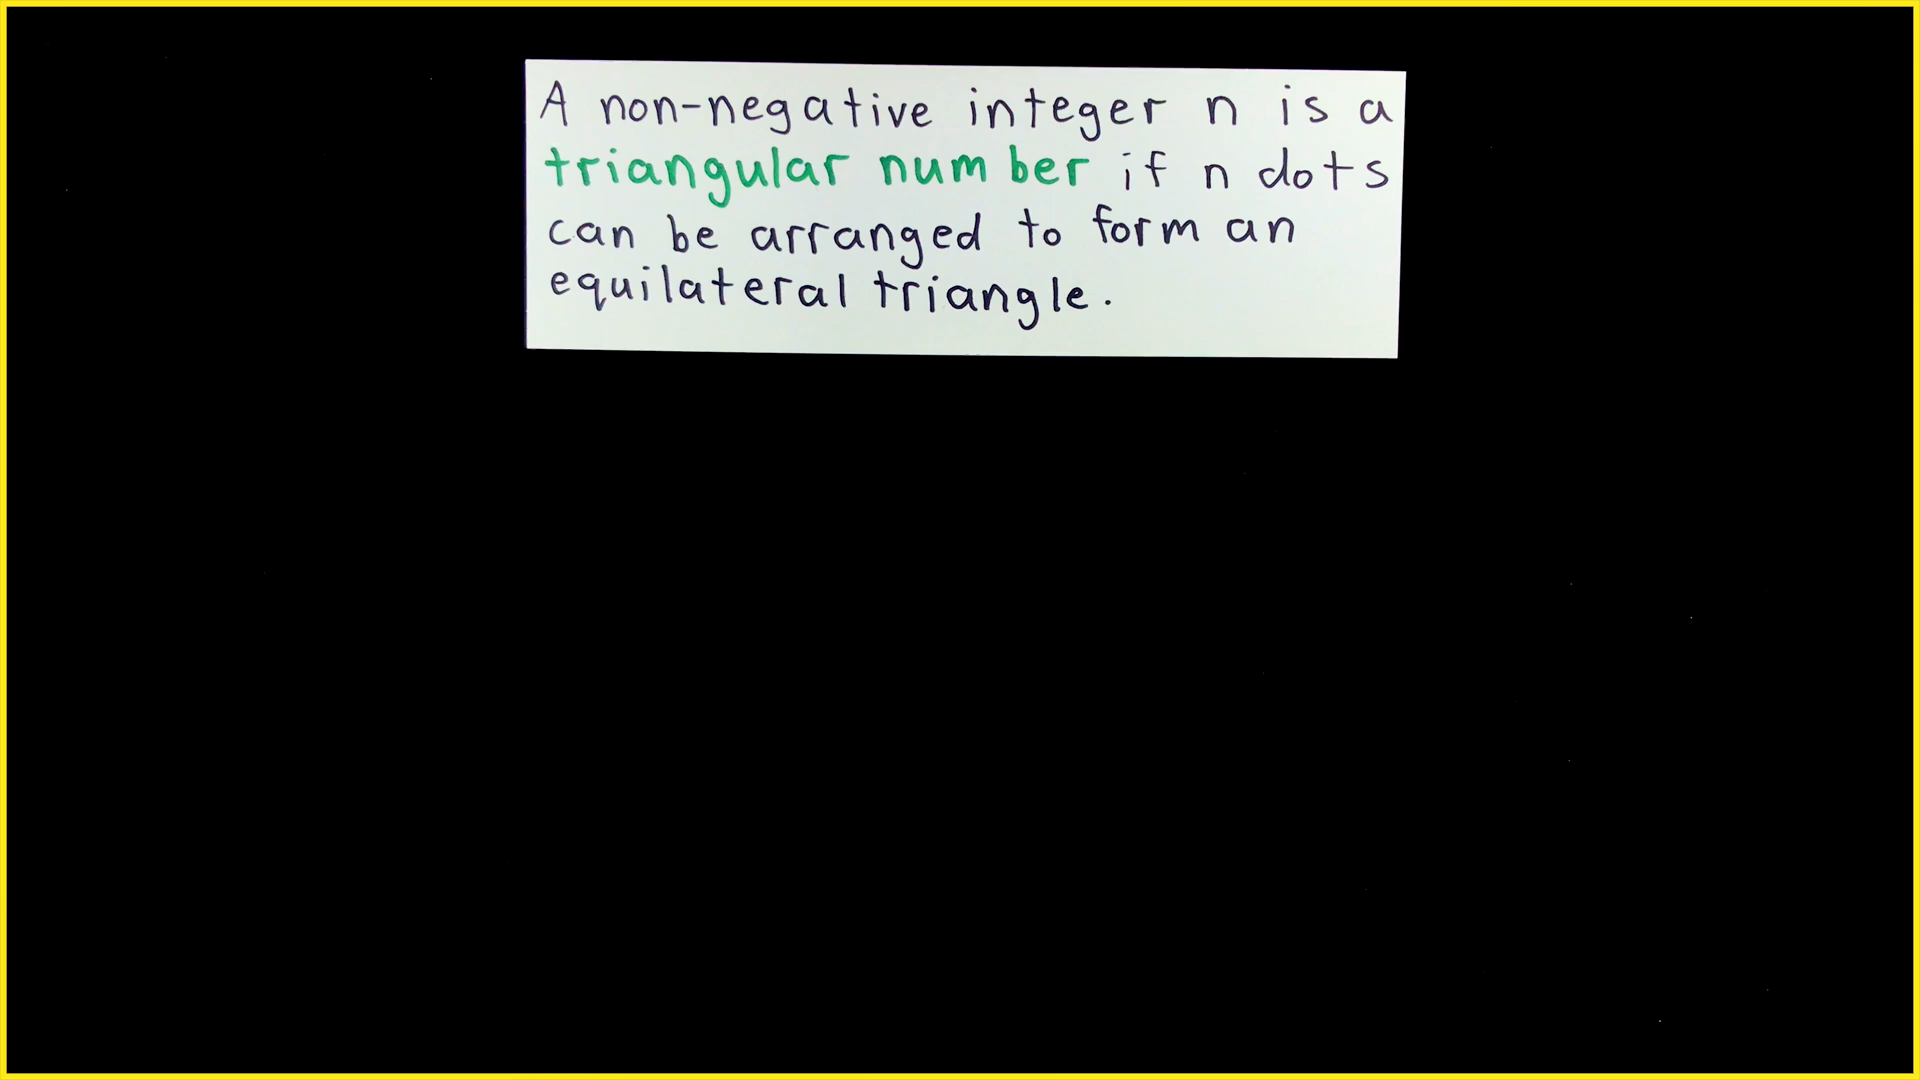 A non-negative integer n is a
triangular number if n dots
can be arranged to form an
equilateral triangle.